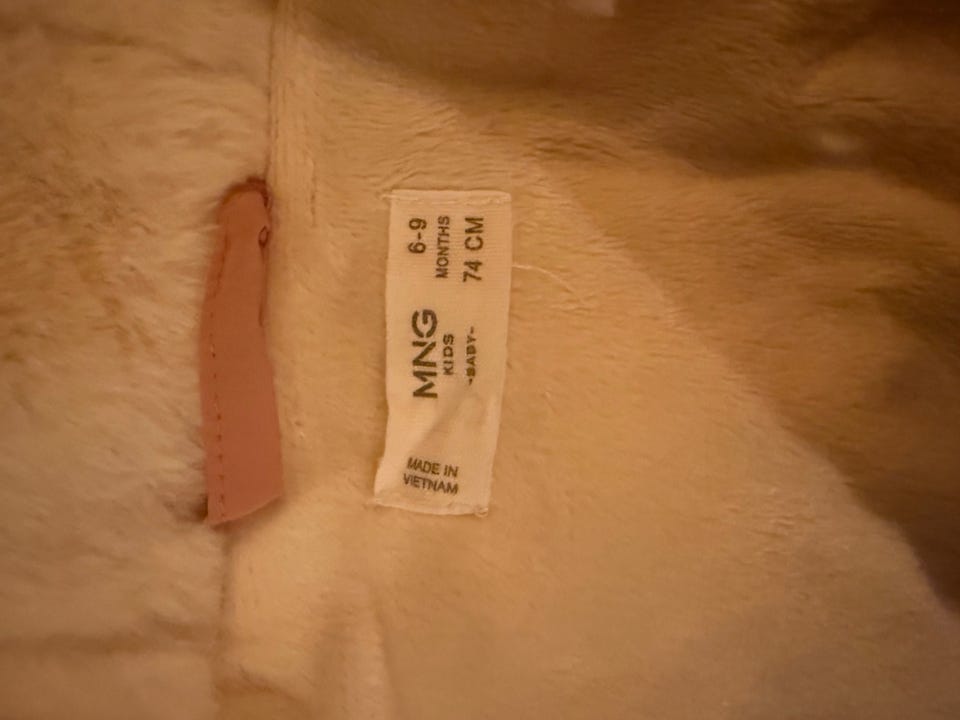 MNG
KIDS
-BABY-
6-9
MONTHS
74 CM
MADE IN
VIETNAM